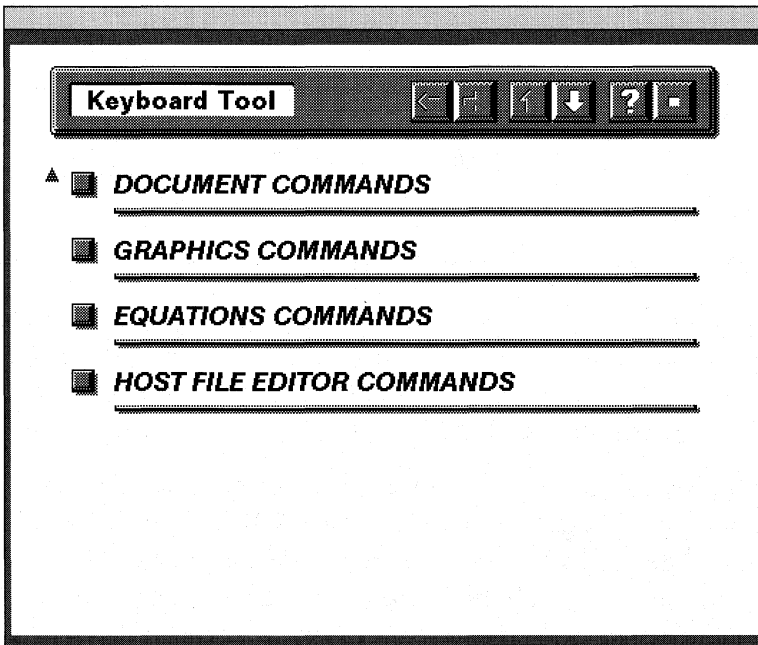 Keyboard Tool ?
DOCUMENT COMMANDS
GRAPHICS COMMANDS
EQUATIONS COMMANDS
HOST FILE EDITOR COMMANDS